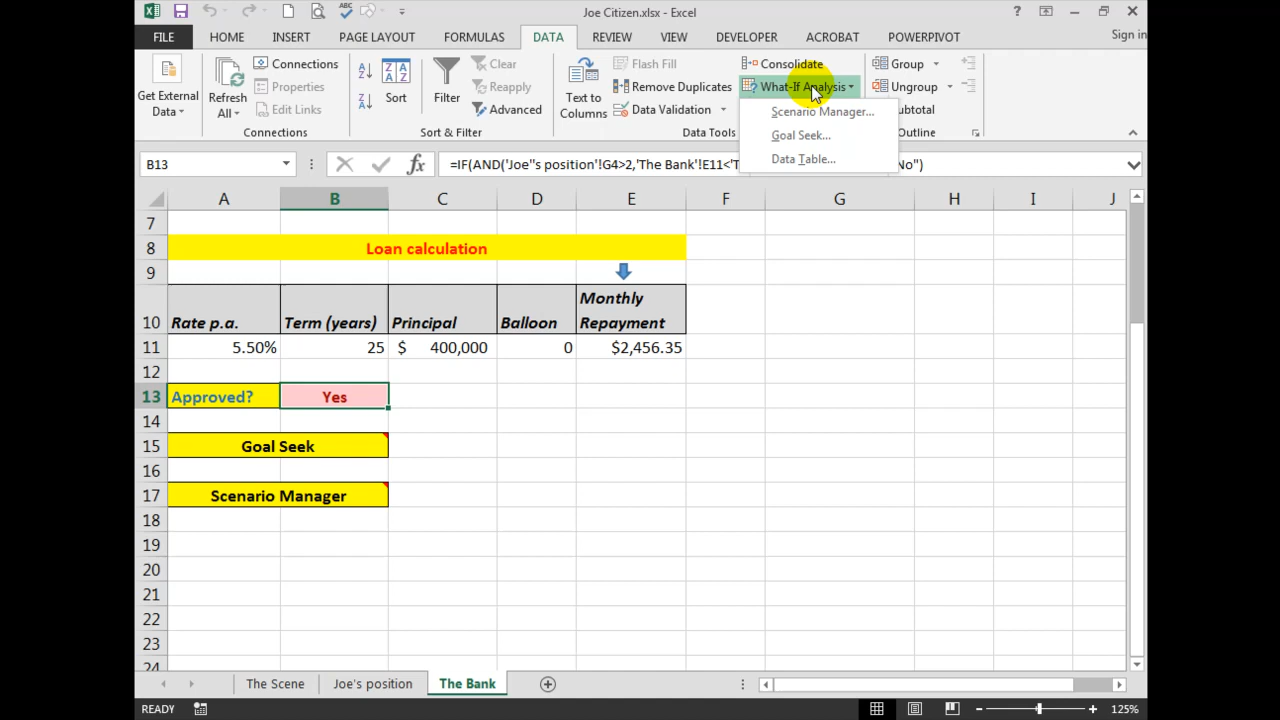 Joe Citizen.xlsx - Excel
ABC
?
FILE HOME INSERT PAGE LAYOUT FORMULAS DATA REVIEW VIEW DEVELOPER ACROBAT POWERPIVOT Sign in
Get External Data
Refresh All
Connections
Properties
Edit Links
Connections
A Z
Z A
Sort
Filter
Clear
Reapply
Advanced
Sort & Filter
Text to Columns
Flash Fill
Remove Duplicates
Data Validation
Data Tools
Consolidate
What-If Analysis
Scenario Manager...
Goal Seek...
Data Table...
Group
Ungroup
ubtotal
Outline
B13 fx =IF(AND('Joe''s position'!G4>2,'The Bank'!E11<'T No")
A B C D E F G H I J
7
8 Loan calculation
9
10 Rate p.a. Term (years) Principal Balloon Monthly Repayment
11 5.50% 25 $ 400,000 0 $2,456.35
12
13 Approved? Yes
14
15 Goal Seek
16
17 Scenario Manager
18
19
20
21
22
23
24
The Scene Joe's position The Bank
READY 125%